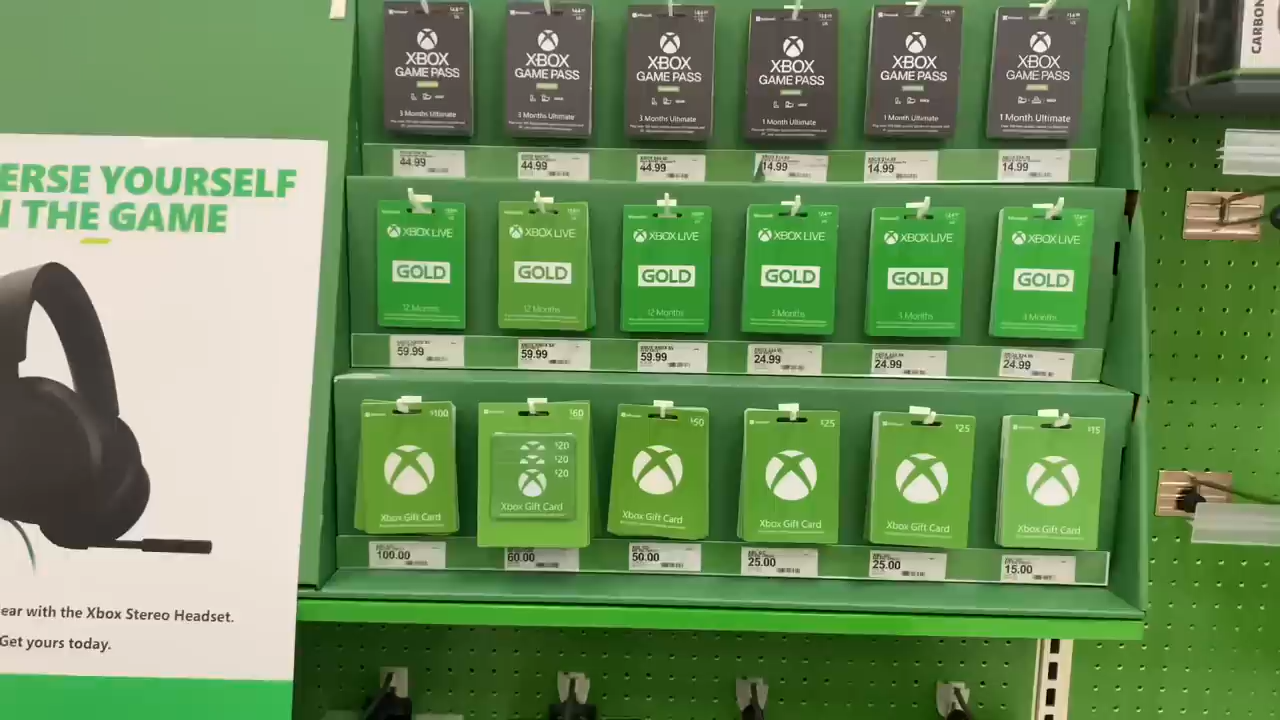 ERSE YOURSELF
N THE GAME
ear with the Xbox Stereo Headset.
Get yours today.
XBOX
GAME PASS
3 Months Ultimate
XBOX
GAME PASS
3 Months Ultimate
XBOX
GAME PASS
3 Months Ultimate
XBOX
GAME PASS
1 Month Ultimate
XBOX
GAME PASS
1 Month Ultimate
XBOX
GAME PASS
1 Month Ultimate
44.99
44.99
44.99
14.99
14.99
14.99
XBOX LIVE
GOLD
12 Months
XBOX LIVE
GOLD
12 Months
XBOX LIVE
GOLD
12 Months
XBOX LIVE
GOLD
3 Months
XBOX LIVE
GOLD
3 Months
XBOX LIVE
GOLD
3 Months
59.99
59.99
59.99
24.99
24.99
24.99
$100
Xbox Gift Card
$60
$20
$20
$20
Xbox Gift Card
$50
Xbox Gift Card
$25
Xbox Gift Card
$25
Xbox Gift Card
$15
Xbox Gift Card
100.00
60.00
50.00
25.00
25.00
15.00
CARBON